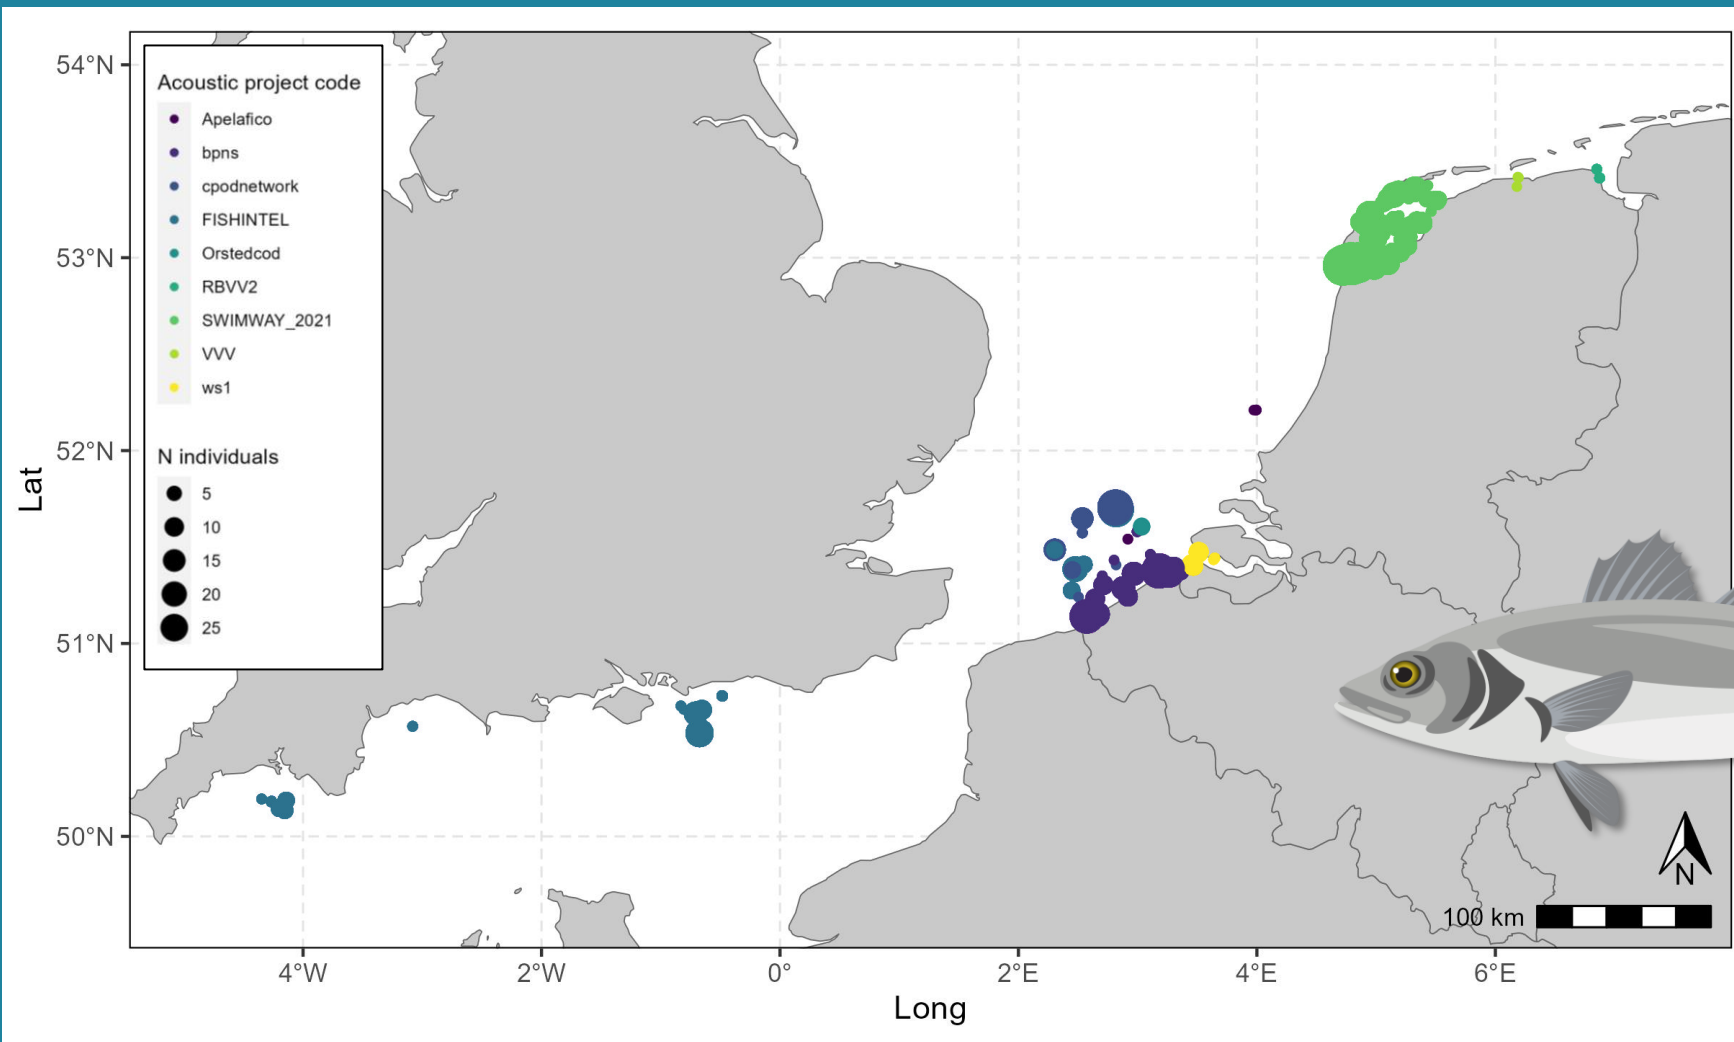 Acoustic project code
Apelafico
bpns
cpodnetwork
FISHINTEL
Orstedcod
RBVV2
SWIMWAY_2021
VVV
ws1
N individuals
5
10
15
20
25
54°N
53°N
52°N
51°N
50°N
Lat
4°W
2°W
0°
2°E
4°E
6°E
Long
N
100 km